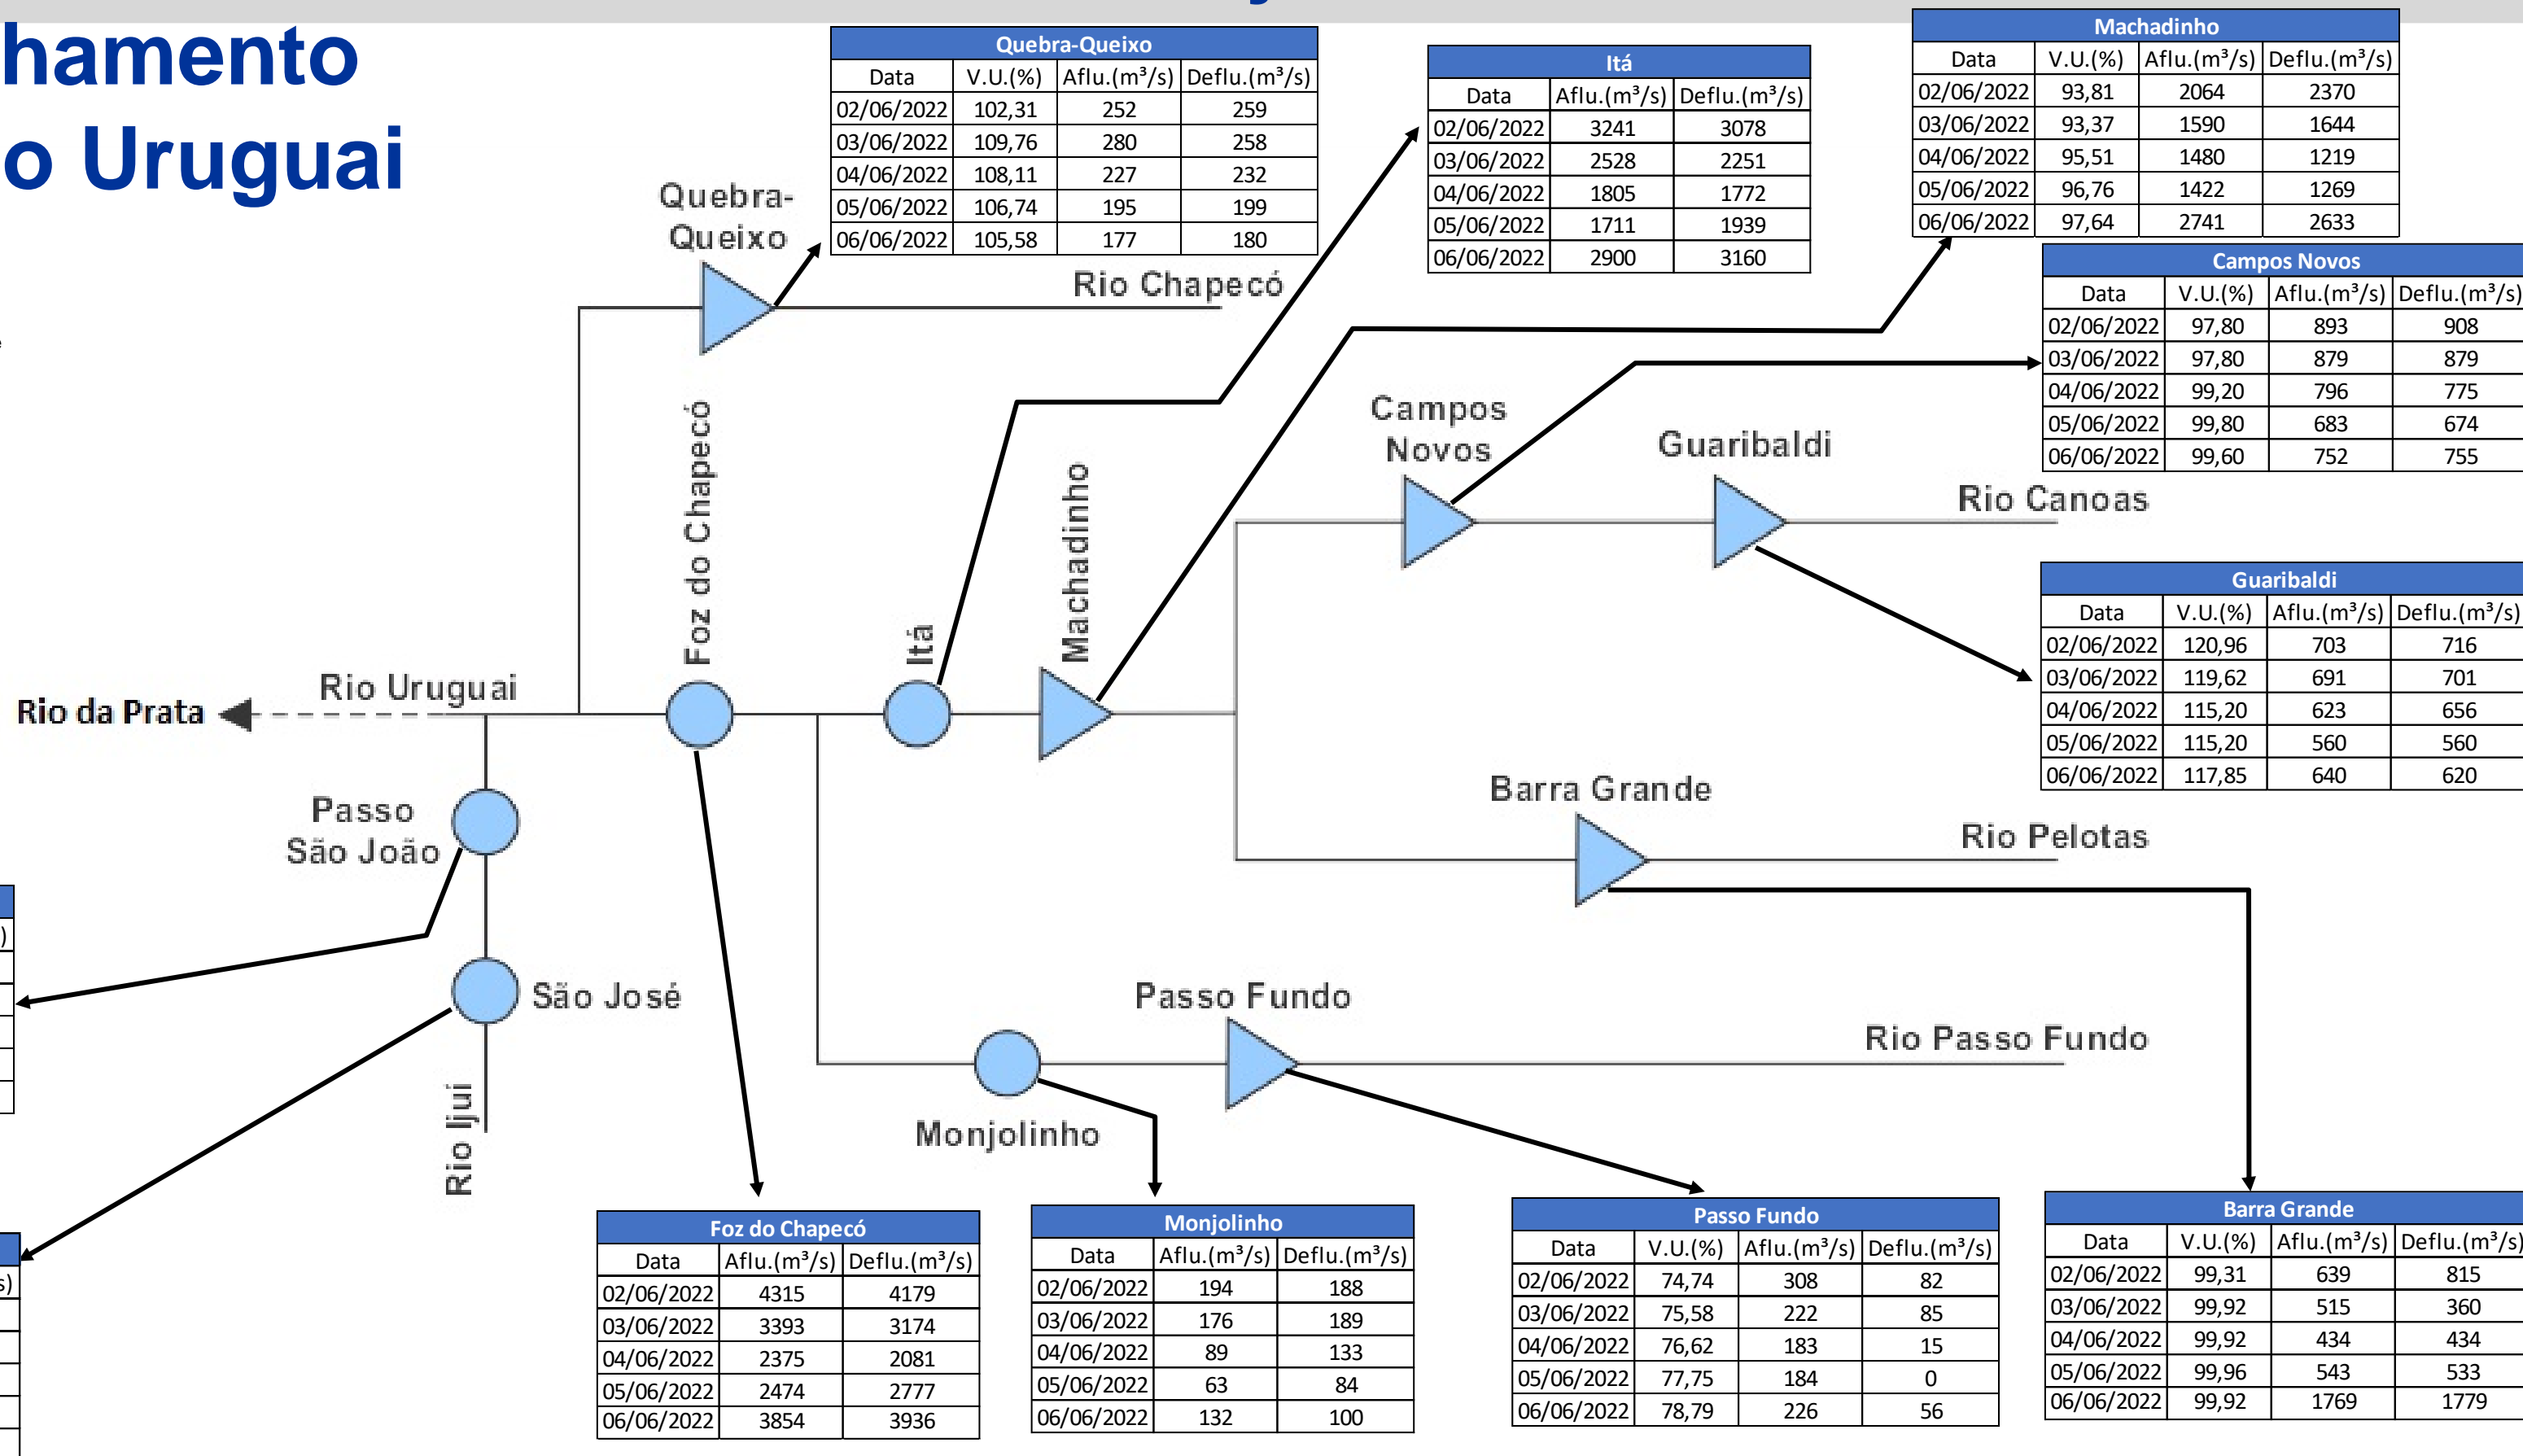 hamento
o Uruguai
Quebra-Queixo
Data V.U.(%) Aflu.(m³/s) Deflu.(m³/s)
02/06/2022 102,31 252 259
03/06/2022 109,76 280 258
04/06/2022 108,11 227 232
05/06/2022 106,74 195 199
06/06/2022 105,58 177 180
Itá
Data Aflu.(m³/s) Deflu.(m³/s)
02/06/2022 3241 3078
03/06/2022 2528 2251
04/06/2022 1805 1772
05/06/2022 1711 1939
06/06/2022 2900 3160
Machadinho
Data V.U.(%) Aflu.(m³/s) Deflu.(m³/s)
02/06/2022 93,81 2064 2370
03/06/2022 93,37 1590 1644
04/06/2022 95,51 1480 1219
05/06/2022 96,76 1422 1269
06/06/2022 97,64 2741 2633
Campos Novos
Data V.U.(%) Aflu.(m³/s) Deflu.(m³/s)
02/06/2022 97,80 893 908
03/06/2022 97,80 879 879
04/06/2022 99,20 796 775
05/06/2022 99,80 683 674
06/06/2022 99,60 752 755
Quebra-
Queixo
Rio Chapecó
Foz do Chapecó
Itá
Machadinho
Campos
Novos
Guaribaldi
Rio Canoas
Guaribaldi
Data V.U.(%) Aflu.(m³/s) Deflu.(m³/s)
02/06/2022 120,96 703 716
03/06/2022 119,62 691 701
04/06/2022 115,20 623 656
05/06/2022 115,20 560 560
06/06/2022 117,85 640 620
Rio da Prata
Rio Uruguai
Passo
São João
Barra Grande
Rio Pelotas
São José
Rio Ijuí
Passo Fundo
Rio Passo Fundo
Monjolinho
)
s)
Foz do Chapecó
Data Aflu.(m³/s) Deflu.(m³/s)
02/06/2022 4315 4179
03/06/2022 3393 3174
04/06/2022 2375 2081
05/06/2022 2474 2777
06/06/2022 3854 3936
Monjolinho
Data Aflu.(m³/s) Deflu.(m³/s)
02/06/2022 194 188
03/06/2022 176 189
04/06/2022 89 133
05/06/2022 63 84
06/06/2022 132 100
Passo Fundo
Data V.U.(%) Aflu.(m³/s) Deflu.(m³/s)
02/06/2022 74,74 308 82
03/06/2022 75,58 222 85
04/06/2022 76,62 183 15
05/06/2022 77,75 184 0
06/06/2022 78,79 226 56
Barra Grande
Data V.U.(%) Aflu.(m³/s) Deflu.(m³/s)
02/06/2022 99,31 639 815
03/06/2022 99,92 515 360
04/06/2022 99,92 434 434
05/06/2022 99,96 543 533
06/06/2022 99,92 1769 1779